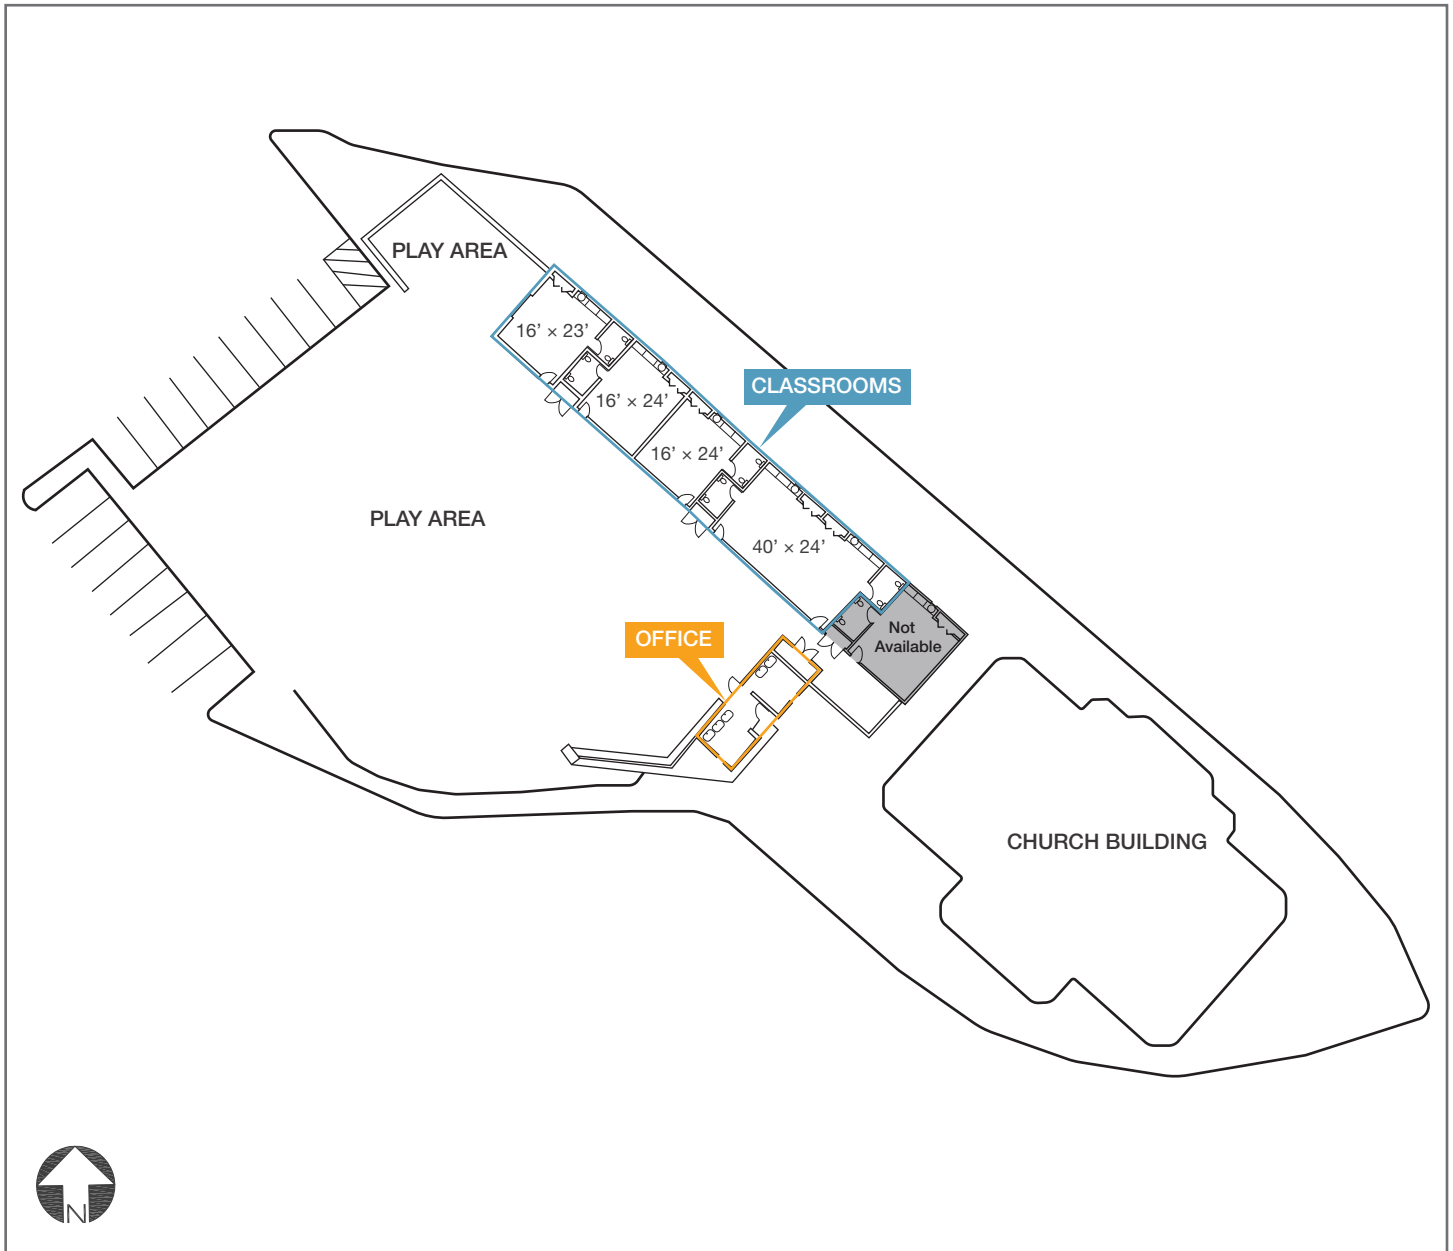 PLAY AREA
16’ × 23’
CLASSROOMS
16’ × 24’
16’ × 24’
PLAY AREA
40’ × 24’
OFFICE
Not
Available
CHURCH BUILDING
N